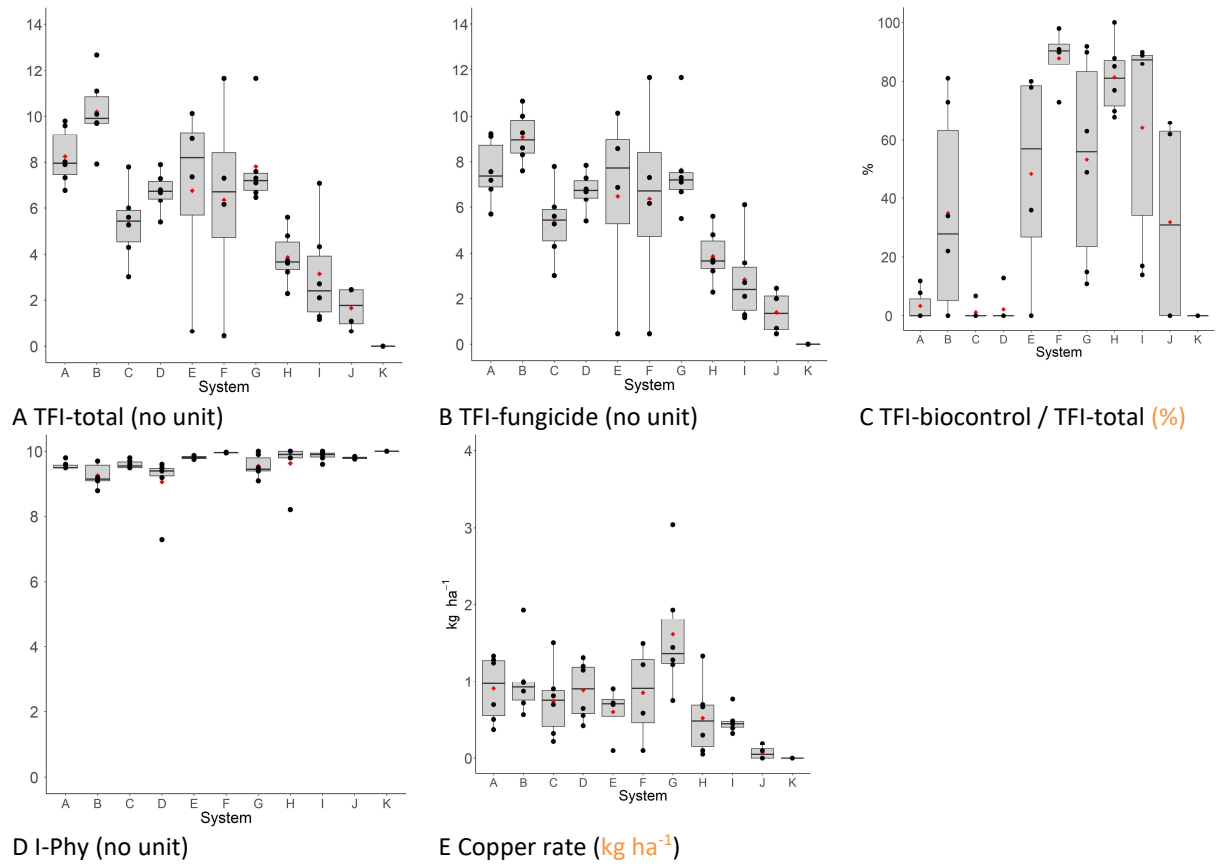 14
12
10
8
6
4
2
0
A B C D E F G H I J K
System
A TFI-total (no unit)
14
12
10
8
6
4
2
0
A B C D E F G H I J K
System
B TFI-fungicide (no unit)
100
80
60
40
20
0
%
A B C D E F G H I J K
System
C TFI-biocontrol / TFI-total (%)
10
8
6
4
2
0
A B C D E F G H I J K
System
D I-Phy (no unit)
4
3
2
1
0
kg ha⁻¹
A B C D E F G H I J K
System
E Copper rate (kg ha⁻¹)